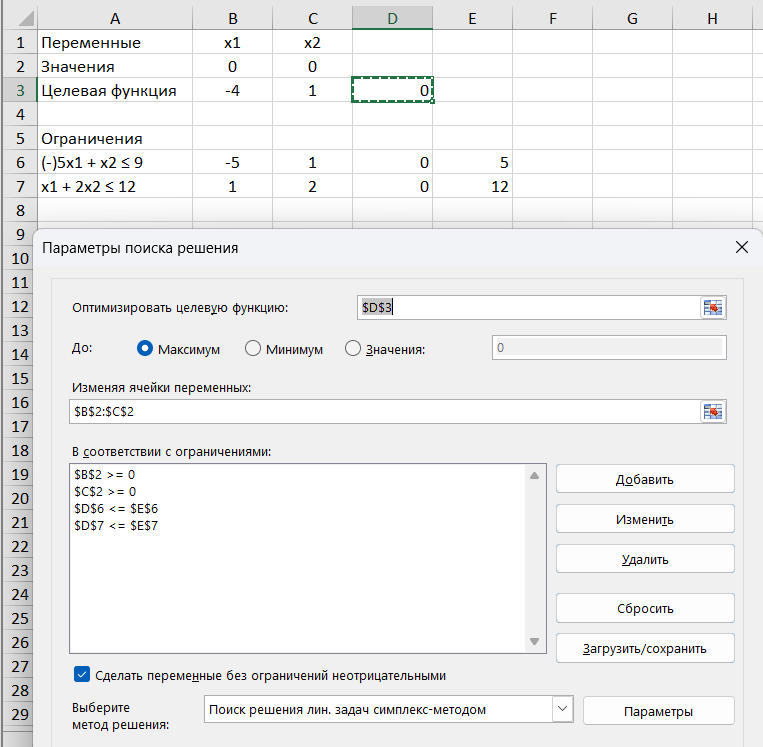 A B C D E F G H
1 Переменные x1 x2
2 Значения 0 0
3 Целевая функция -4 1 0
4
5 Ограничения
6 (-)5x1 + x2 ≤ 9 -5 1 0 5
7 x1 + 2x2 ≤ 12 1 2 0 12
8
9
10
11
12
13
14
15
16
17
18
19
20
21
22
23
24
25
26
27
28
29
Параметры поиска решения
Оптимизировать целевую функцию: $D$3
До: Максимум Минимум Значения: 0
Изменяя ячейки переменных:
$B$2:$C$2
В соответствии с ограничениями:
$B$2 >= 0
$C$2 >= 0
$D$6 <= $E$6
$D$7 <= $E$7
Добавить
Изменить
Удалить
Сбросить
Загрузить/сохранить
Сделать переменные без ограничений неотрицательными
Выберите
метод решения:
Поиск решения лин. задач симплекс-методом
Параметры